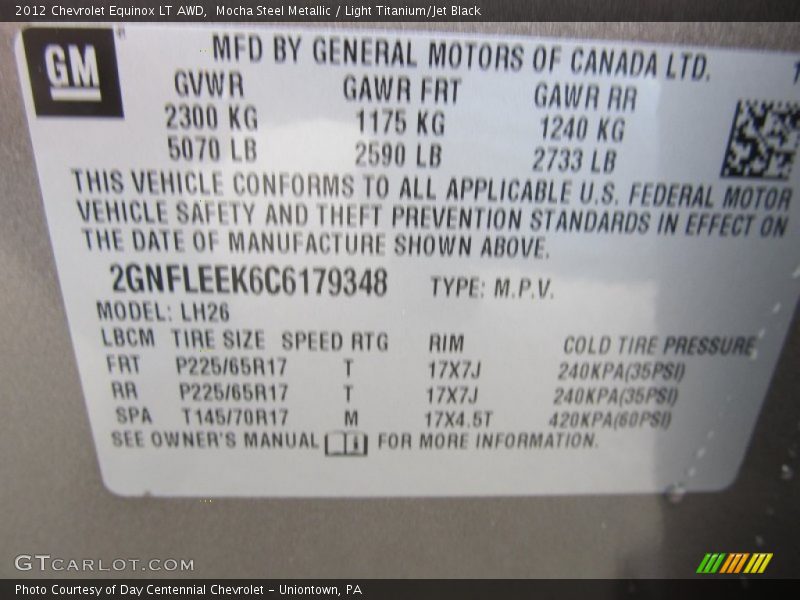 2012 Chevrolet Equinox LT AWD, Mocha Steel Metallic / Light Titanium/Jet Black
GM
MFD BY GENERAL MOTORS OF CANADA LTD.
GVWR GAWR FRT GAWR RR
2300 KG 1175 KG 1240 KG
5070 LB 2590 LB 2733 LB
THIS VEHICLE CONFORMS TO ALL APPLICABLE U.S. FEDERAL MOTOR
VEHICLE SAFETY AND THEFT PREVENTION STANDARDS IN EFFECT ON
THE DATE OF MANUFACTURE SHOWN ABOVE.
2GNFLEEK6C6179348 TYPE: M.P.V.
MODEL: LH26
LBCM TIRE SIZE SPEED RTG RIM COLD TIRE PRESSURE
FRT P225/65R17 T 17X7J 240KPA(35PSI)
RR P225/65R17 T 17X7J 240KPA(35PSI)
SPA T145/70R17 M 17X4.5T 420KPA(60PSI)
SEE OWNER'S MANUAL FOR MORE INFORMATION.
GTCARLOT.COM
Photo Courtesy of Day Centennial Chevrolet - Uniontown, PA